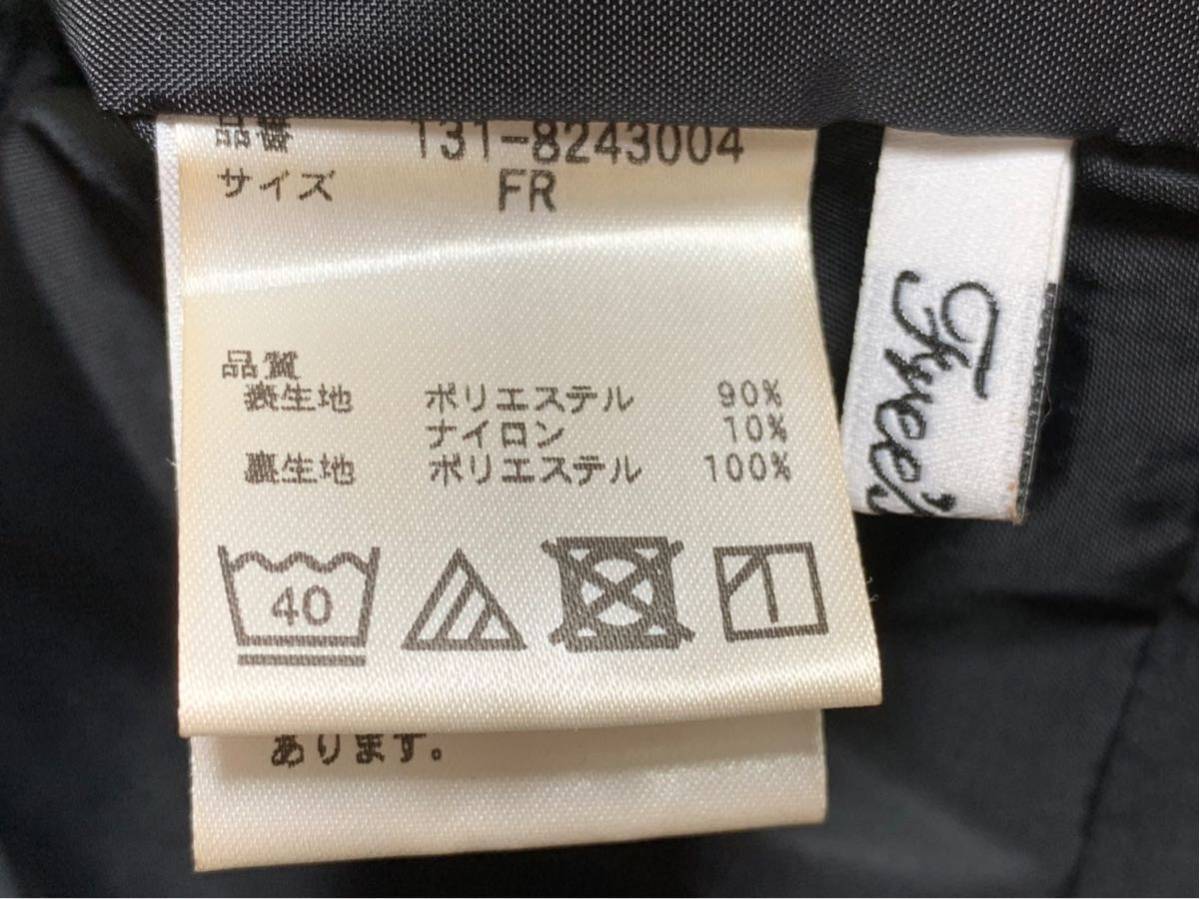 品番 131-8243004
サイズ FR
品質
表生地 ポリエステル 90%
ナイロン 10%
裏生地 ポリエステル 100%
40
あります。